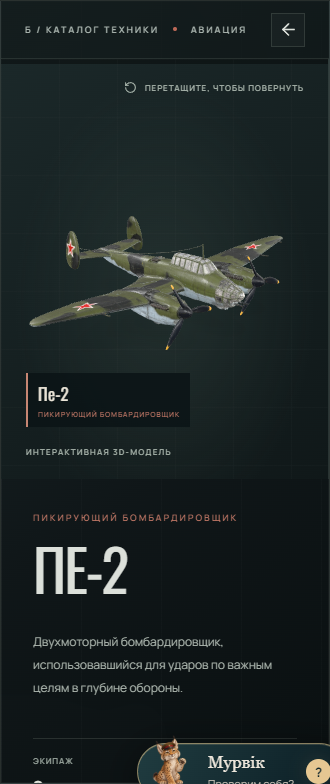 Б / КАТАЛОГ ТЕХНИКИ • АВИАЦИЯ
ПЕРЕТАЩИТЕ, ЧТОБЫ ПОВЕРНУТЬ
Пе-2
ПИКИРУЮЩИЙ БОМБАРДИРОВЩИК
ИНТЕРАКТИВНАЯ 3D-МОДЕЛЬ
ПИКИРУЮЩИЙ БОМБАРДИРОВЩИК
ПЕ-2
Двухмоторный бомбардировщик,
использовавшийся для ударов по важным
целям в глубине обороны.
ЭКИПАЖ
Мурвік
?